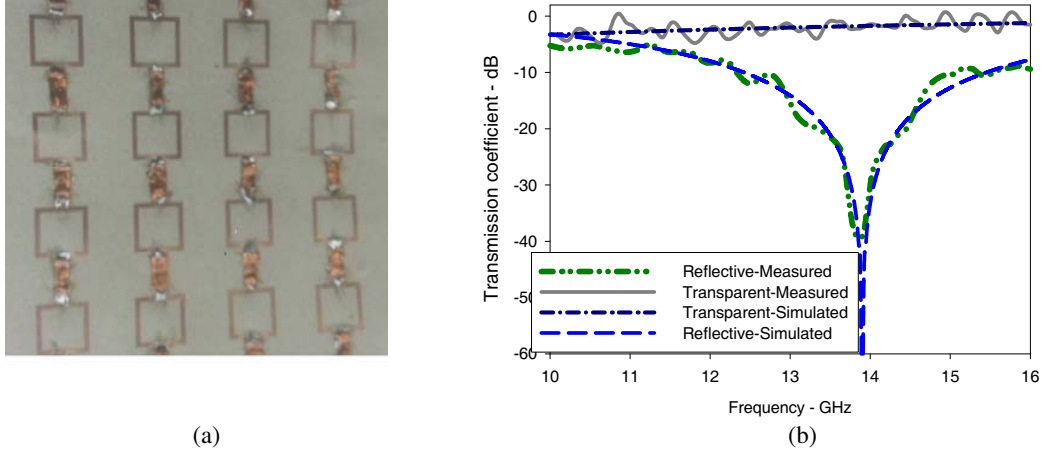 0
-10
-20
-30
-40
-50
-60
Transmission coefficient - dB
Reflective-Measured
Transparent-Measured
Transparent-Simulated
Reflective-Simulated
10 11 12 13 14 15 16
Frequency - GHz
(a) (b)